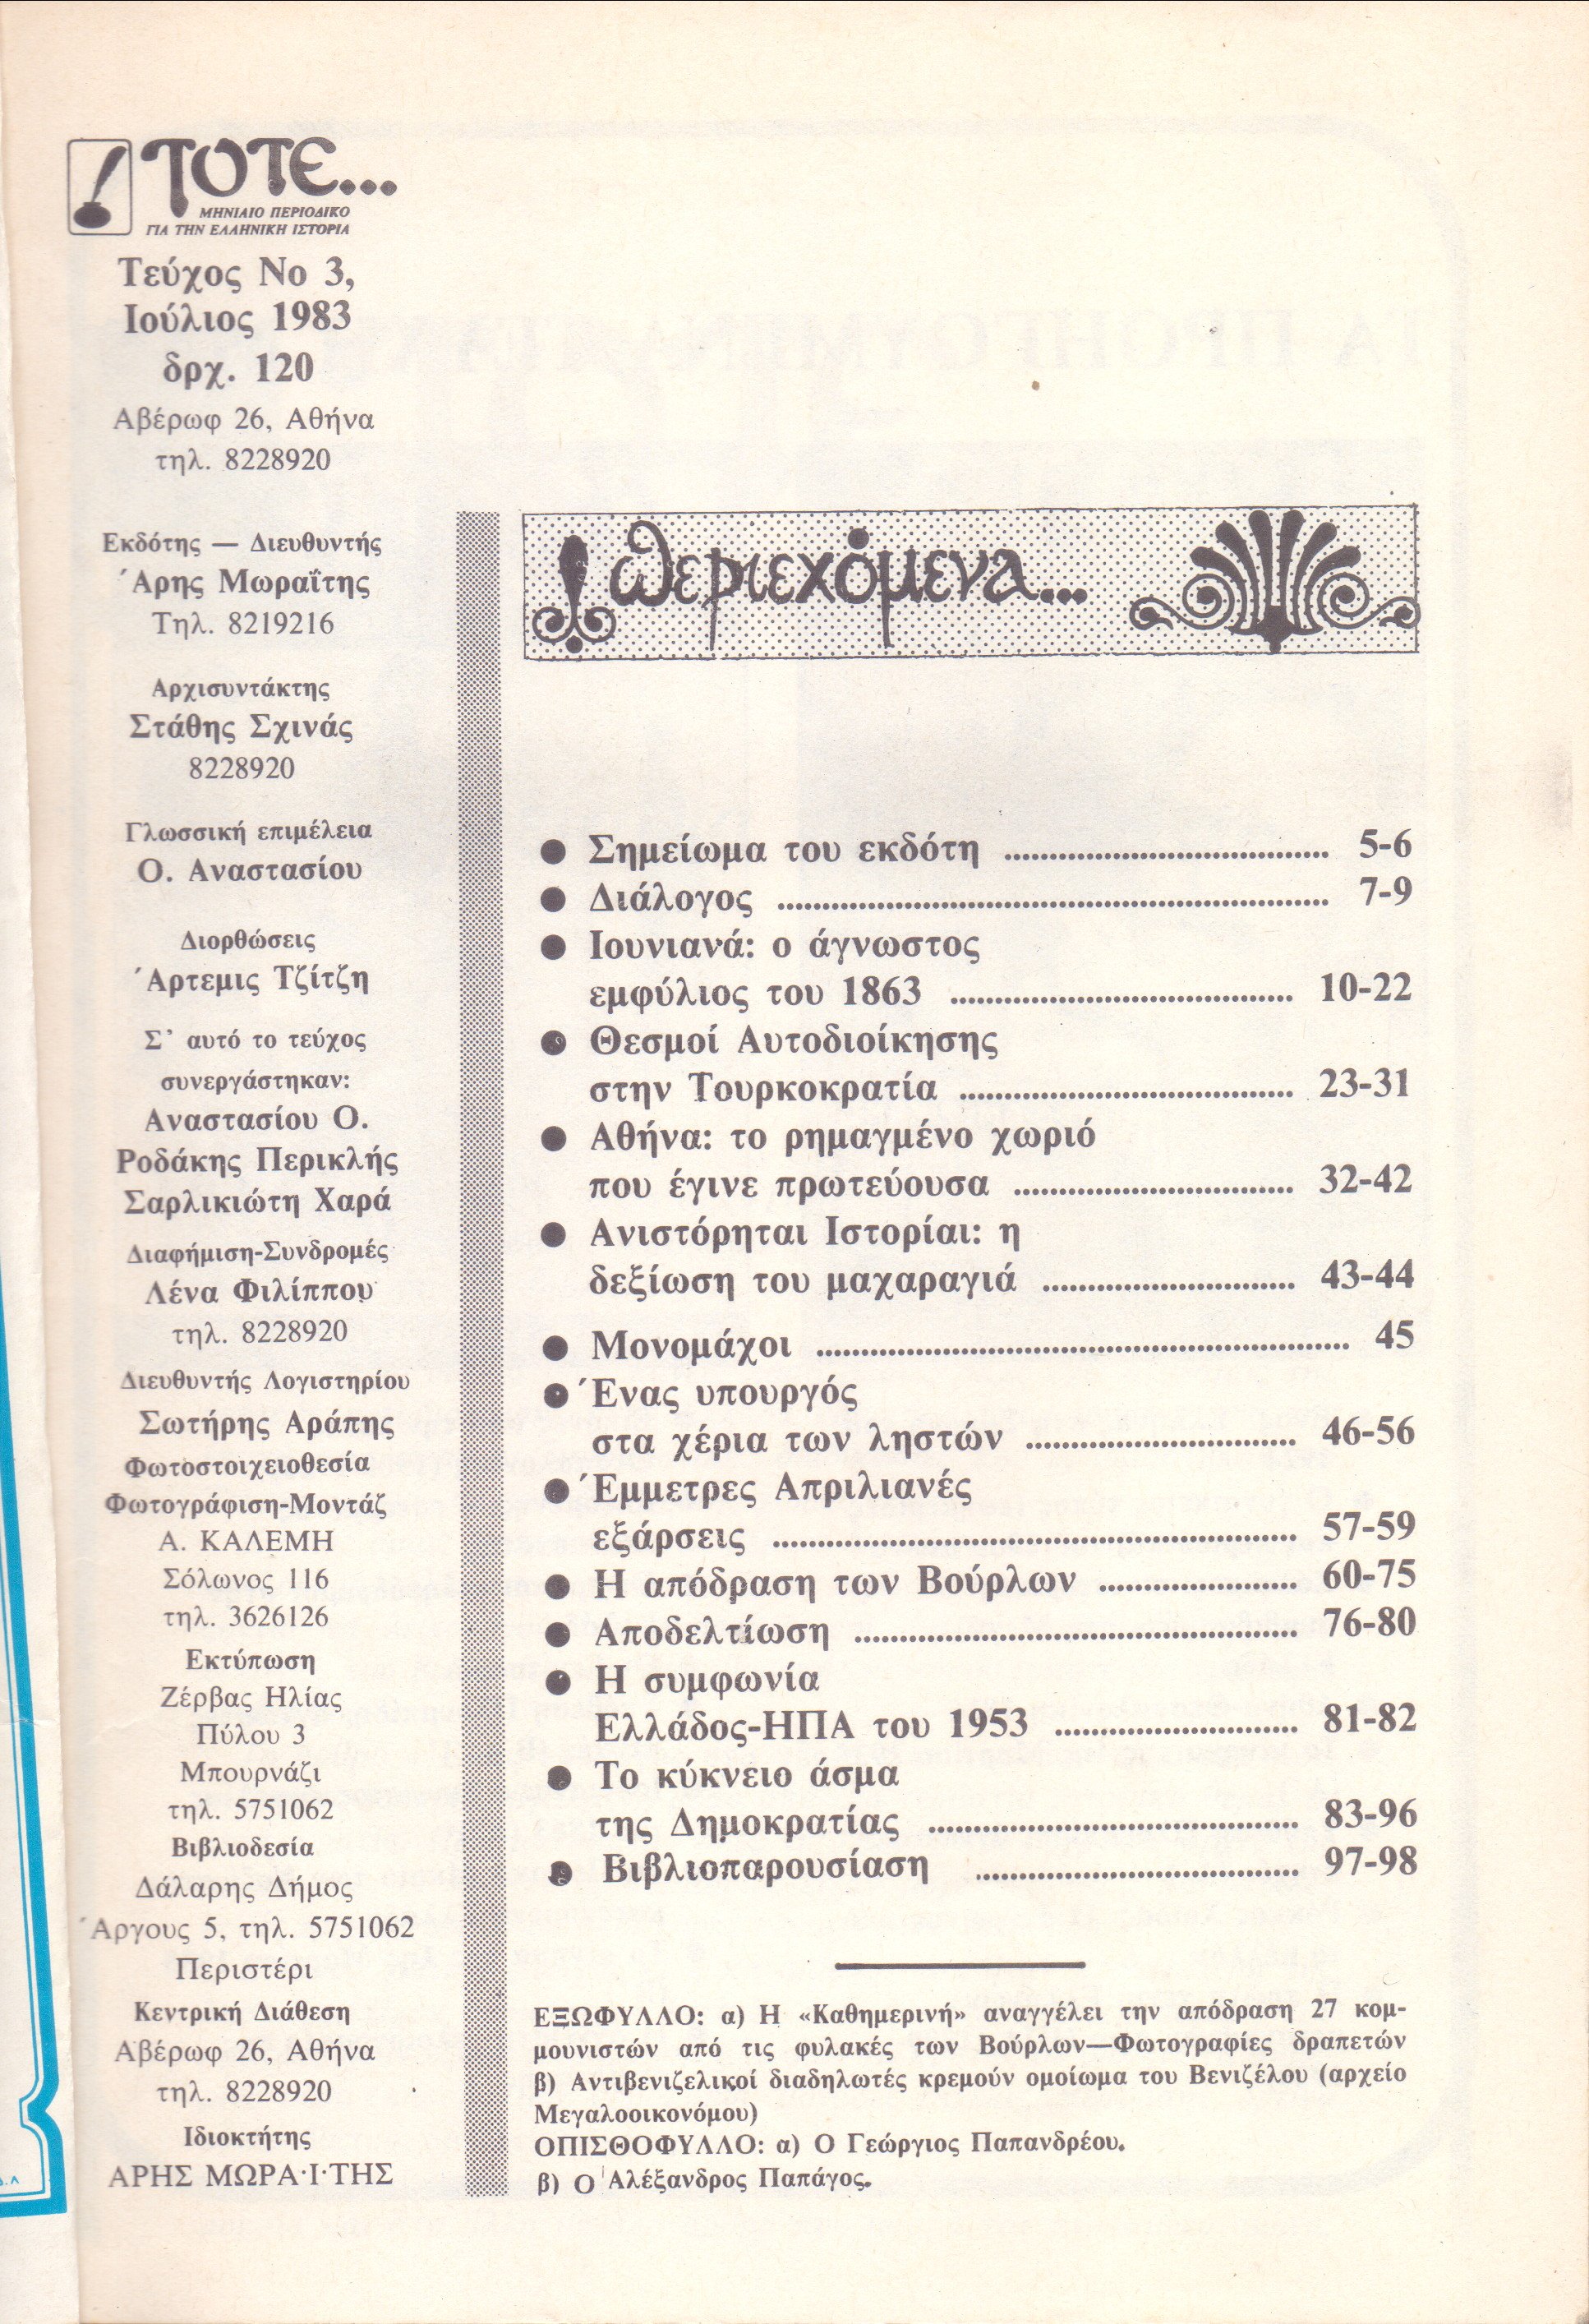 ΤΟΤΕ...
ΜΗΝΙΑΙΟ ΠΕΡΙΟΔΙΚΟ
ΓΙΑ ΤΗΝ ΕΛΛΗΝΙΚΗ ΙΣΤΟΡΙΑ
Τεύχος Νο 3,
Ιούλιος 1983
δρχ. 120
Αβέρωφ 26, Αθήνα
τηλ. 8228920
Εκδότης — Διευθυντής
Άρης Μωραΐτης
Τηλ. 8219216
Αρχισυντάκτης
Στάθης Σχινάς
8228920
Γλωσσική επιμέλεια
Ο. Αναστασίου
Διορθώσεις
Άρτεμις Τζίτζη
Σ' αυτό το τεύχος
συνεργάστηκαν:
Αναστασίου Ο.
Ροδάκης Περικλής
Σαρλικιώτη Χαρά
Διαφήμιση-Συνδρομές
Λένα Φιλίππου
τηλ. 8228920
Διευθυντής Λογιστηρίου
Σωτήρης Αράπης
Φωτοστοιχειοθεσία
Φωτογράφιση-Μοντάζ
Α. ΚΑΛΕΜΗ
Σόλωνος 116
τηλ. 3626126
Εκτύπωση
Ζέρβας Ηλίας
Πύλου 3
Μπουρνάζι
τηλ. 5751062
Βιβλιοδεσία
Δάλαρης Δήμος
Άργους 5, τηλ. 5751062
Περιστέρι
Κεντρική Διάθεση
Αβέρωφ 26, Αθήνα
τηλ. 8228920
Ιδιοκτήτης
ΑΡΗΣ ΜΩΡΑ·Ι·ΤΗΣ
περιεχόμενα...
● Σημείωμα του εκδότη .................................... 5-6
● Διάλογος ............................................................. 7-9
● Ιουνιανά: ο άγνωστος
εμφύλιος του 1863 ...................................... 10-22
● Θεσμοί Αυτοδιοίκησης
στην Τουρκοκρατία ..................................... 23-31
● Αθήνα: το ρημαγμένο χωριό
που έγινε πρωτεύουσα ............................... 32-42
● Ανιστόρηται Ιστορίαι: η
δεξίωση του μαχαραγιά ............................ 43-44
● Μονομάχοι ........................................................... 45
● Ένας υπουργός
στα χέρια των ληστών .............................. 46-56
● Έμμετρες Απριλιανές
εξάρσεις .......................................................... 57-59
● Η απόδραση των Βούρλων ...................... 60-75
● Αποδελτίωση ................................................. 76-80
● Η συμφωνία
Ελλάδος-ΗΠΑ του 1953 ........................... 81-82
● Το κύκνειο άσμα
της Δημοκρατίας ......................................... 83-96
● Βιβλιοπαρουσίαση .................................... 97-98
ΕΞΩΦΥΛΛΟ: α) Η «Καθημερινή» αναγγέλει την απόδραση 27 κομ-
μουνιστών από τις φυλακές των Βούρλων—Φωτογραφίες δραπετών
β) Αντιβενιζελικοί διαδηλωτές κρεμούν ομοίωμα του Βενιζέλου (αρχείο
Μεγαλοοικονόμου)
ΟΠΙΣΘΟΦΥΛΛΟ: α) Ο Γεώργιος Παπανδρέου.
β) Ο Αλέξανδρος Παπάγος.